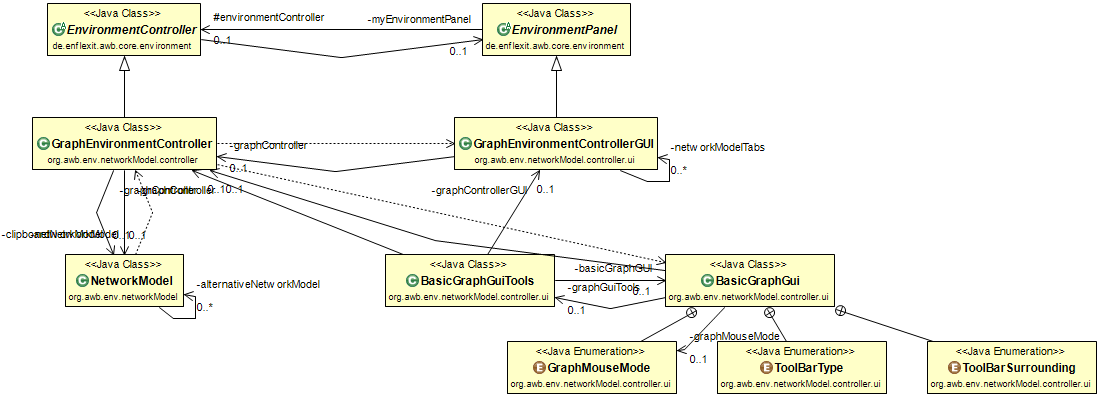 <<Java Class>>
EnvironmentController
de.enflexit.awb.core.environment
#environmentController
-myEnvironmentPanel
0..1
0..1
<<Java Class>>
EnvironmentPanel
de.enflexit.awb.core.environment
<<Java Class>>
GraphEnvironmentController
org.awb.env.networkModel.controller
-graphController
0..1
<<Java Class>>
GraphEnvironmentControllerGUI
org.awb.env.networkModel.controller.ui
-networkModelTabs
0..*
-graphController
0..1
0..1
-graphControllerGUI
0..1
-networkModel
0..1
0..1
<<Java Class>>
NetworkModel
org.awb.env.networkModel
-alternativeNetworkModel
0..*
<<Java Class>>
BasicGraphGuiTools
org.awb.env.networkModel.controller.ui
-basicGraphGUI
0..1
-graphGuiTools
0..1
<<Java Class>>
BasicGraphGui
org.awb.env.networkModel.controller.ui
-graphMouseMode
0..1
<<Java Enumeration>>
GraphMouseMode
org.awb.env.networkModel.controller.ui
<<Java Enumeration>>
ToolBarType
org.awb.env.networkModel.controller.ui
<<Java Enumeration>>
ToolBarSurrounding
org.awb.env.networkModel.controller.ui